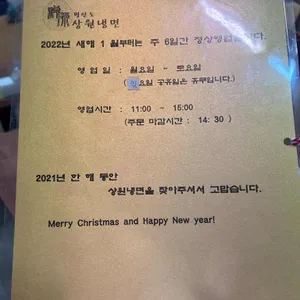 상원냉면
2022년 새해 1 월부터는 주 6일간 정상영업합니다.
영 업 일 : 월요일 - 토요일
( 일요일 공휴일은 휴무입니다.
영업시간 : 11:00 - 15:00
(주문 마감시간 : 14: 30 )
2021년 한 해 동안
상원냉면을 찾아주셔서 고맙습니다.
Merry Christmas and Happy New year!